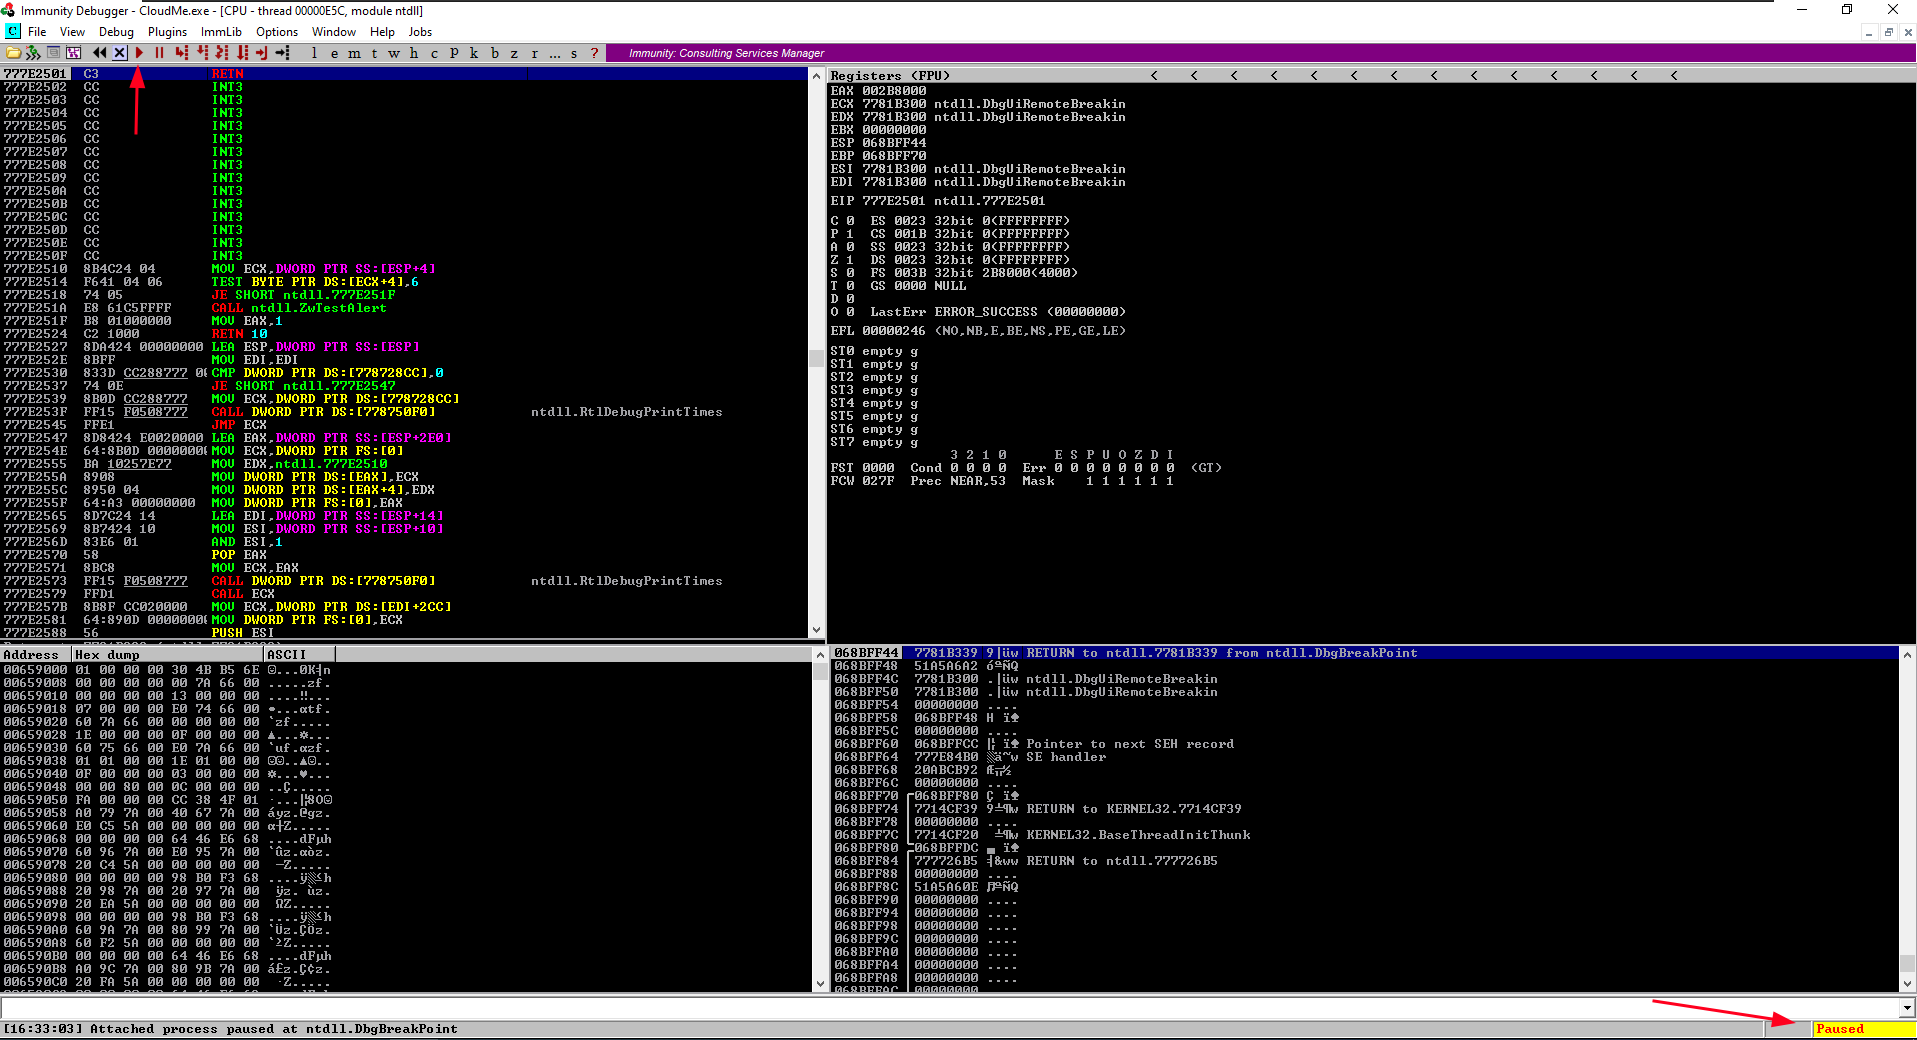 Immunity Debugger - CloudMe.exe - [CPU - thread 00000E5C, module ntdll]
C File View Debug Plugins ImmLib Options Window Help Jobs
l e m t w h c P k b z r ... s ? Immunity: Consulting Services Manager
777E2501 C3 RETN
777E2502 CC INT3
777E2503 CC INT3
777E2504 CC INT3
777E2505 CC INT3
777E2506 CC INT3
777E2507 CC INT3
777E2508 CC INT3
777E2509 CC INT3
777E250A CC INT3
777E250B CC INT3
777E250C CC INT3
777E250D CC INT3
777E250E CC INT3
777E250F CC INT3
777E2510 8B4C24 04 MOV ECX,DWORD PTR SS:[ESP+4]
777E2514 F641 04 06 TEST BYTE PTR DS:[ECX+4],6
777E2518 74 05 JE SHORT ntdll.777E251F
777E251A E8 61C5FFFF CALL ntdll.ZwTestAlert
777E251F B8 01000000 MOV EAX,1
777E2524 C2 1000 RETN 10
777E2527 8DA424 00000000 LEA ESP,DWORD PTR SS:[ESP]
777E252E 8BFF MOV EDI,EDI
777E2530 833D CC288777 00 CMP DWORD PTR DS:[778728CC],0
777E2537 74 0E JE SHORT ntdll.777E2547
777E2539 8B0D CC288777 MOV ECX,DWORD PTR DS:[778728CC]
777E253F FF15 F0508777 CALL DWORD PTR DS:[778750F0] ntdll.RtlDebugPrintTimes
777E2545 FFE1 JMP ECX
777E2547 8D8424 E0020000 LEA EAX,DWORD PTR SS:[ESP+2E0]
777E254E 64:8B0D 0000000 MOV ECX,DWORD PTR FS:[0]
777E2555 BA 10257E77 MOV EDX,ntdll.777E2510
777E255A 8908 MOV DWORD PTR DS:[EAX],ECX
777E255C 8950 04 MOV DWORD PTR DS:[EAX+4],EDX
777E255F 64:A3 00000000 MOV DWORD PTR FS:[0],EAX
777E2565 8D7C24 14 LEA EDI,DWORD PTR SS:[ESP+14]
777E2569 8B7424 10 MOV ESI,DWORD PTR SS:[ESP+10]
777E256D 83E6 01 AND ESI,1
777E2570 58 POP EAX
777E2571 8BC8 MOV ECX,EAX
777E2573 FF15 F0508777 CALL DWORD PTR DS:[778750F0] ntdll.RtlDebugPrintTimes
777E2579 FFD1 CALL ECX
777E257B 8B8F CC020000 MOV ECX,DWORD PTR DS:[EDI+2CC]
777E2581 64:890D 0000000 MOV DWORD PTR FS:[0],ECX
777E2588 56 PUSH ESI
Registers (FPU) < < < < < < < < < < < < < <
EAX 002B8000
ECX 7781B300 ntdll.DbgUiRemoteBreakin
EDX 7781B300 ntdll.DbgUiRemoteBreakin
EBX 00000000
ESP 068BFF44
EBP 068BFF70
ESI 7781B300 ntdll.DbgUiRemoteBreakin
EDI 7781B300 ntdll.DbgUiRemoteBreakin
EIP 777E2501 ntdll.777E2501
C 0 ES 0023 32bit 0(FFFFFFFF)
P 1 CS 001B 32bit 0(FFFFFFFF)
A 0 SS 0023 32bit 0(FFFFFFFF)
Z 1 DS 0023 32bit 0(FFFFFFFF)
S 0 FS 003B 32bit 2B8000(4000)
T 0 GS 0000 NULL
D 0
O 0 LastErr ERROR_SUCCESS (00000000)
EFL 00000246 (NO,NB,E,BE,NS,PE,GE,LE)
ST0 empty g
ST1 empty g
ST2 empty g
ST3 empty g
ST4 empty g
ST5 empty g
ST6 empty g
ST7 empty g
3 2 1 0 E S P U O Z D I
FST 0000 Cond 0 0 0 0 Err 0 0 0 0 0 0 0 0 (GT)
FCW 027F Prec NEAR,53 Mask 1 1 1 1 1 1
Address Hex dump ASCII
00659000 01 00 00 00 30 4B B5 6E
00659008 00 00 00 00 00 7A 66 00 .....zf.
00659010 00 00 00 00 13 00 00 00 ....‼...
00659018 07 00 00 00 E0 74 66 00 •...αtf.
00659020 60 7A 66 00 00 00 00 00 `zf.....
00659028 1E 00 00 00 0F 00 00 00 ▲...☼...
00659030 60 75 66 00 E0 7A 66 00 `uf.αzf.
00659038 01 01 00 00 1E 01 00 00 ☺☺..▲☺..
00659040 0F 00 00 00 03 00 00 00 ☼...♥...
00659048 00 00 80 00 0C 00 00 00
00659050 FA 00 00 00 CC 38 4F 01
00659058 A0 79 7A 00 40 67 7A 00 áyz.@gz.
00659060 E0 C5 5A 00 00 00 00 00 α┼Z.....
00659068 00 00 00 00 64 46 E6 68 ....dFµh
00659070 60 96 7A 00 E0 95 7A 00 `ûz.αòz.
00659078 20 C4 5A 00 00 00 00 00 ─Z.....
00659080 00 00 00 00 98 B0 F3 68
00659088 20 98 7A 00 20 97 7A 00 ÿz. ùz.
00659090 20 EA 5A 00 00 00 00 00 ΩZ.....
00659098 00 00 00 00 98 B0 F3 68
006590A0 60 9A 7A 00 80 99 7A 00 `Üz.ÇÖz.
006590A8 60 F2 5A 00 00 00 00 00 `≥Z.....
006590B0 00 00 00 00 64 46 E6 68 ....dFµh
006590B8 A0 9C 7A 00 80 9B 7A 00 á£z.Ç¢z.
006590C0 20 FA 5A 00 00 00 00 00 ·Z.....
068BFF44 7781B339 RETURN to ntdll.7781B339 from ntdll.DbgBreakPoint
068BFF48 51A5A6A2 óªÑQ
068BFF4C 7781B300 ntdll.DbgUiRemoteBreakin
068BFF50 7781B300 ntdll.DbgUiRemoteBreakin
068BFF54 00000000 ....
068BFF58 068BFF48 H ï♠
068BFF5C 00000000 ....
068BFF60 068BFFCC Pointer to next SEH record
068BFF64 777E84B0 SE handler
068BFF68 20ABCB92
068BFF6C 00000000 ....
068BFF70 068BFF80 Ç ï♠
068BFF74 7714CF39 RETURN to KERNEL32.7714CF39
068BFF78 00000000 ....
068BFF7C 7714CF20 KERNEL32.BaseThreadInitThunk
068BFF80 068BFFDC
068BFF84 777726B5 RETURN to ntdll.777726B5
068BFF88 00000000 ....
068BFF8C 51A5A60E ♫ªÑQ
068BFF90 00000000 ....
068BFF94 00000000 ....
068BFF98 00000000 ....
068BFF9C 00000000 ....
068BFFA0 00000000 ....
068BFFA4 00000000 ....
068BFFA8 00000000 ....
068BFFAC 00000000 ....
[16:33:03] Attached process paused at ntdll.DbgBreakPoint
Paused